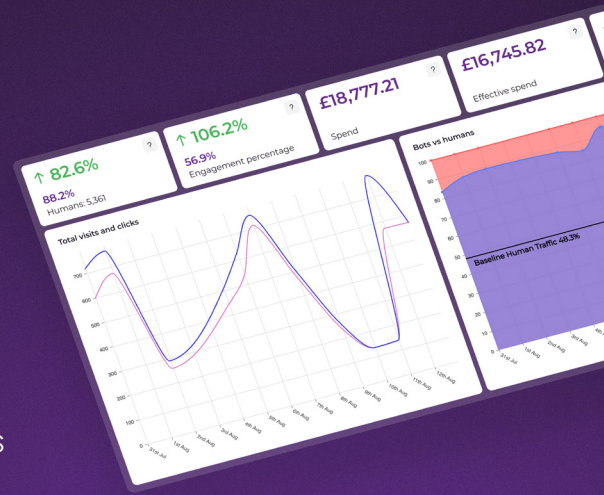 ↑ 82.6%
88.2%
Humans: 5,361
?
↑ 106.2%
56.9%
Engagement percentage
?
£18,777.21
Spend
?
£16,745.82
Effective spend
?
Total visits and clicks
700
600
500
400
300
200
100
0
31st Jul
1st Aug
2nd Aug
3rd Aug
4th Aug
5th Aug
6th Aug
7th Aug
8th Aug
9th Aug
10th Aug
11th Aug
12th Aug
Bots vs humans
100
90
80
70
60
50
40
30
20
10
0
Baseline Human Traffic 48.3%
31st Jul
1st Aug
2nd Aug
3rd Aug
s